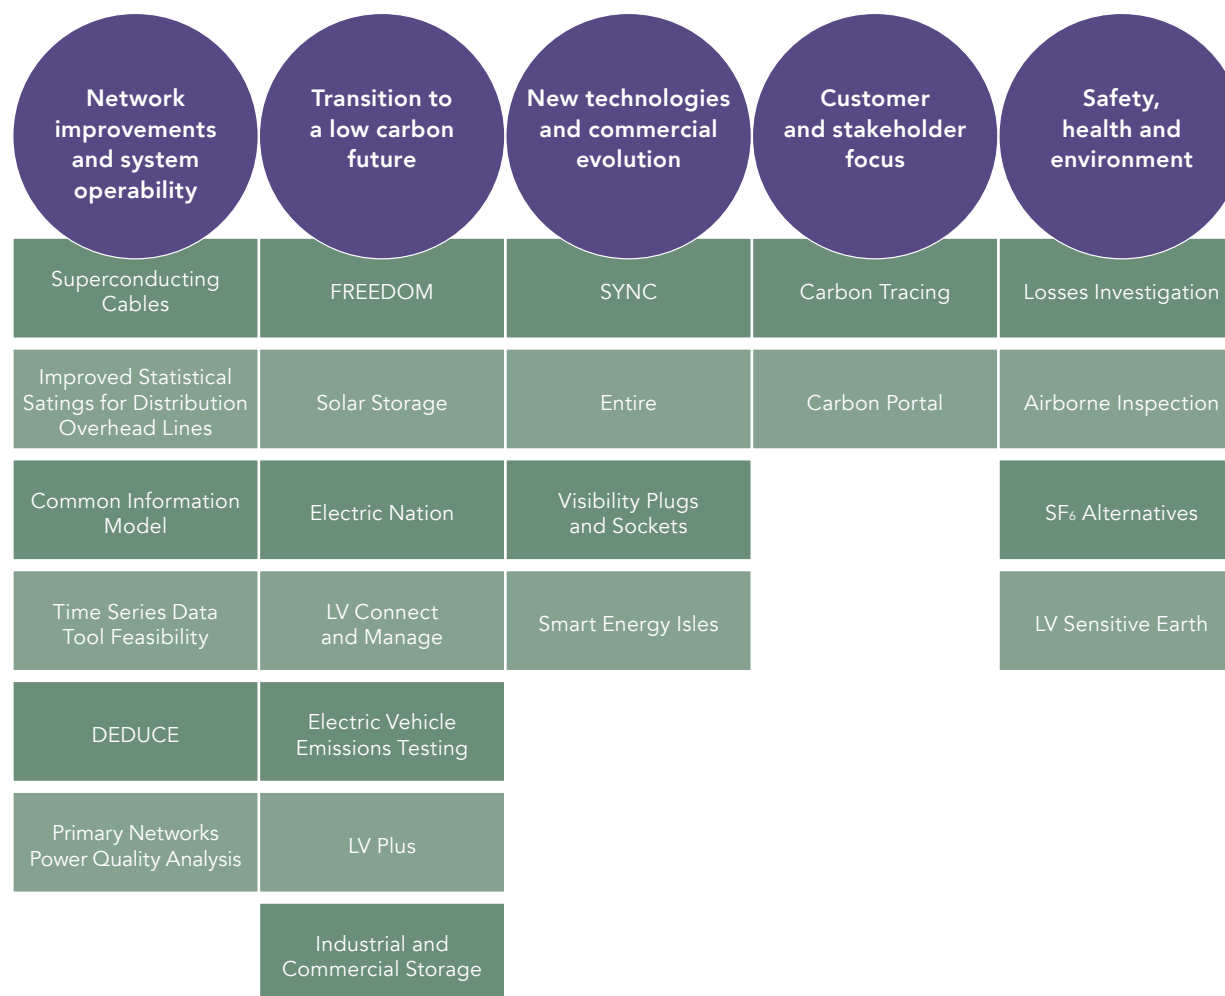 Network
improvements
and system
operability
Transition to
a low carbon
future
New technologies
and commercial
evolution
Customer
and stakeholder
focus
Safety,
health and
environment
Superconducting
Cables
Improved Statistical
Satings for Distribution
Overhead Lines
Common Information
Model
Time Series Data
Tool Feasibility
DEDUCE
Primary Networks
Power Quality Analysis
FREEDOM
Solar Storage
Electric Nation
LV Connect
and Manage
Electric Vehicle
Emissions Testing
LV Plus
Industrial and
Commercial Storage
SYNC
Entire
Visibility Plugs
and Sockets
Smart Energy Isles
Carbon Tracing
Carbon Portal
Losses Investigation
Airborne Inspection
SF₆ Alternatives
LV Sensitive Earth